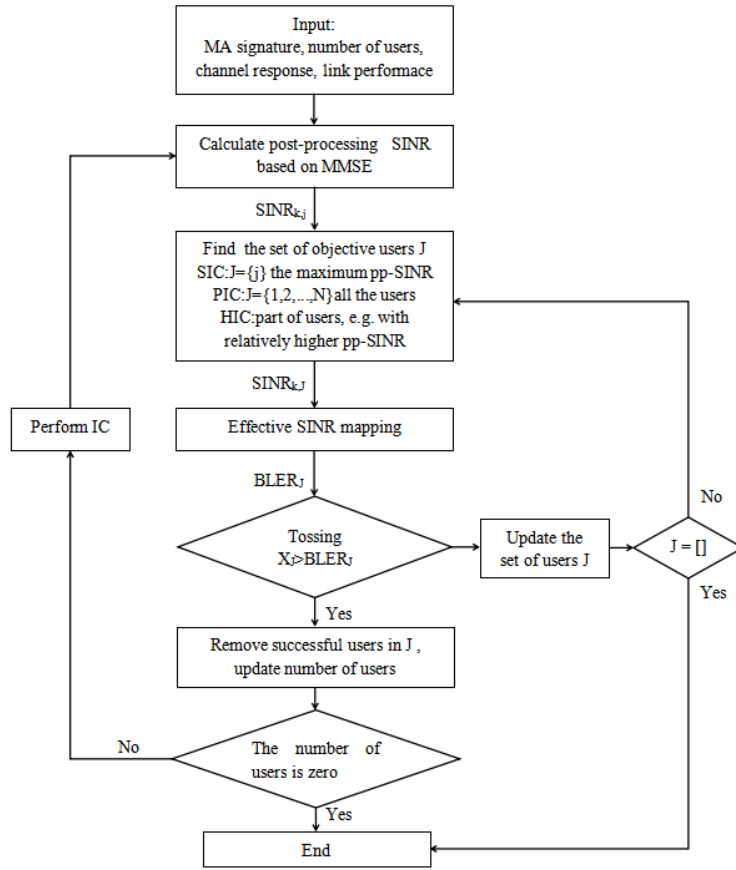 Input:
MA signature, number of users,
channel response, link performace
Calculate post-processing SINR
based on MMSE
SINRk,j
Find the set of objective users J
SIC:J={j} the maximum pp-SINR
PIC:J={1,2,...,N}all the users
HIC:part of users, e.g. with
relatively higher pp-SINR
SINRk,J
Perform IC
Effective SINR mapping
BLERJ
No
Tossing
XJ>BLERJ
Update the
set of users J
J = []
Yes
Yes
Remove successful users in J ,
update number of users
No
The number of
users is zero
Yes
End